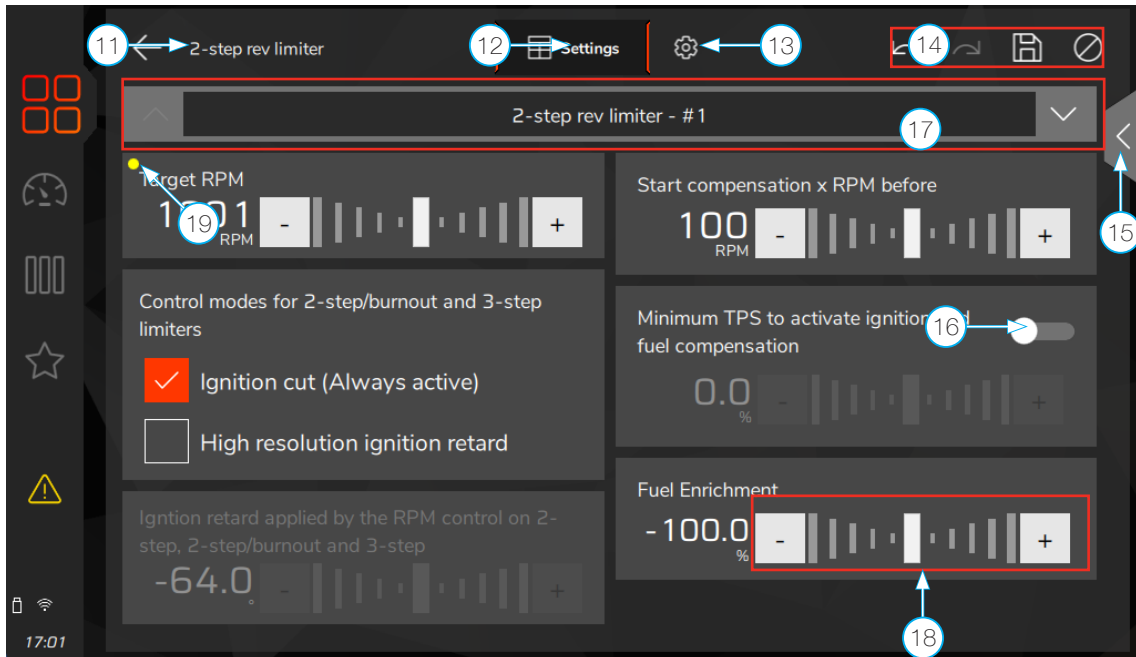 11
2-step rev limiter
12
Settings
13
14
2-step rev limiter - #1
17
15
Target RPM
19
RPM
-
+
Start compensation x RPM before
100
RPM
-
+
Control modes for 2-step/burnout and 3-step
limiters
Ignition cut (Always active)
High resolution ignition retard
Minimum TPS to activate ignition
16
fuel compensation
0.0
%
-
+
Igntion retard applied by the RPM control on 2-
step, 2-step/burnout and 3-step
-64.0
°
-
+
Fuel Enrichment
-100.0
%
-
+
18
17:01